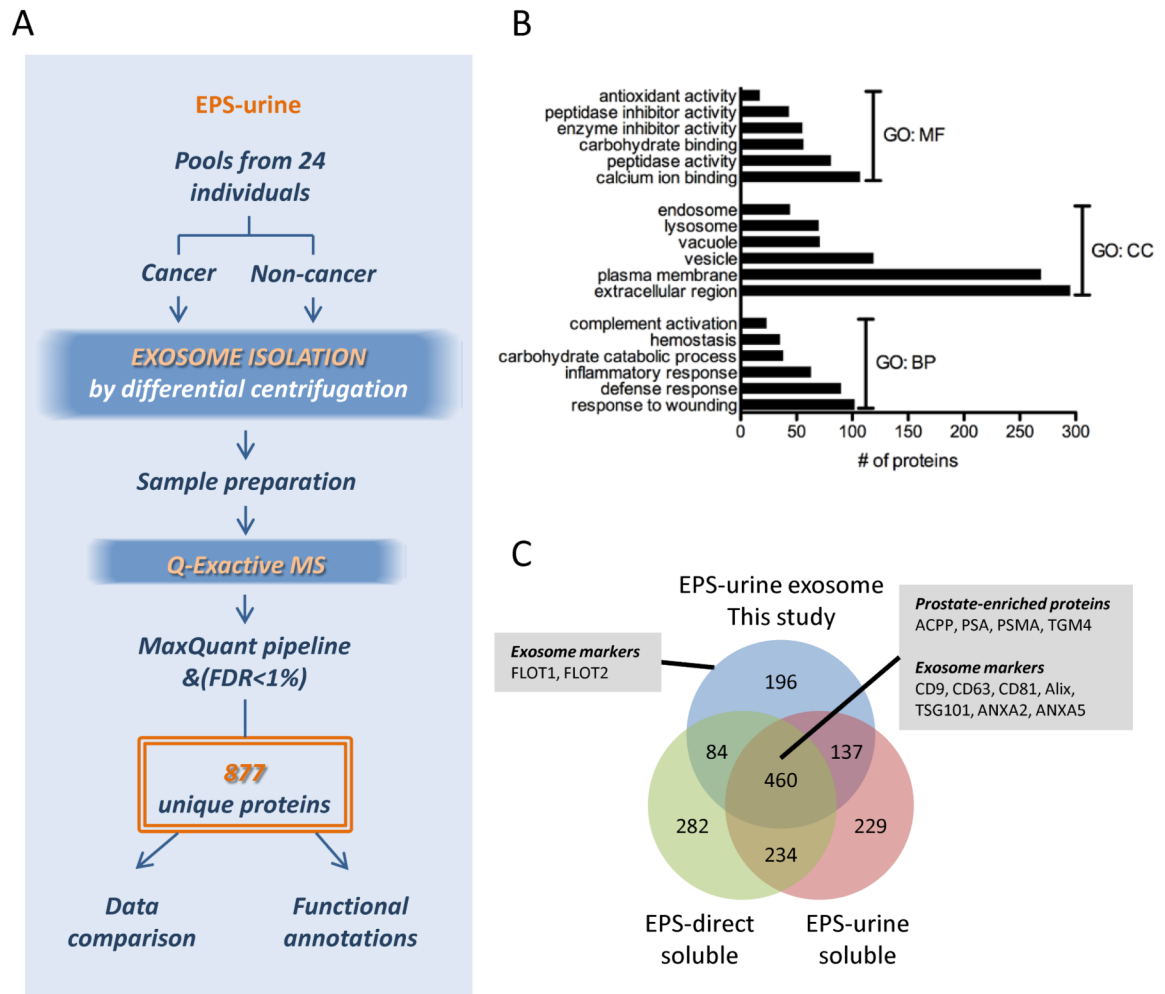 A
EPS-urine
Pools from 24
individuals
Cancer
Non-cancer
EXOSOME ISOLATION
by differential centrifugation
Sample preparation
Q-Exactive MS
MaxQuant pipeline
&(FDR<1%)
877
unique proteins
Data
comparison
Functional
annotations
B
antioxidant activity
peptidase inhibitor activity
enzyme inhibitor activity
carbohydrate binding
peptidase activity
calcium ion binding
GO: MF
endosome
lysosome
vacuole
vesicle
plasma membrane
extracellular region
GO: CC
complement activation
hemostasis
carbohydrate catabolic process
inflammatory response
defense response
response to wounding
GO: BP
0 50 100 150 200 250 300
# of proteins
C
EPS-urine exosome
This study
Exosome markers
FLOT1, FLOT2
Prostate-enriched proteins
ACPP, PSA, PSMA, TGM4
Exosome markers
CD9, CD63, CD81, Alix,
TSG101, ANXA2, ANXA5
196
84
137
460
282
229
234
EPS-direct
soluble
EPS-urine
soluble